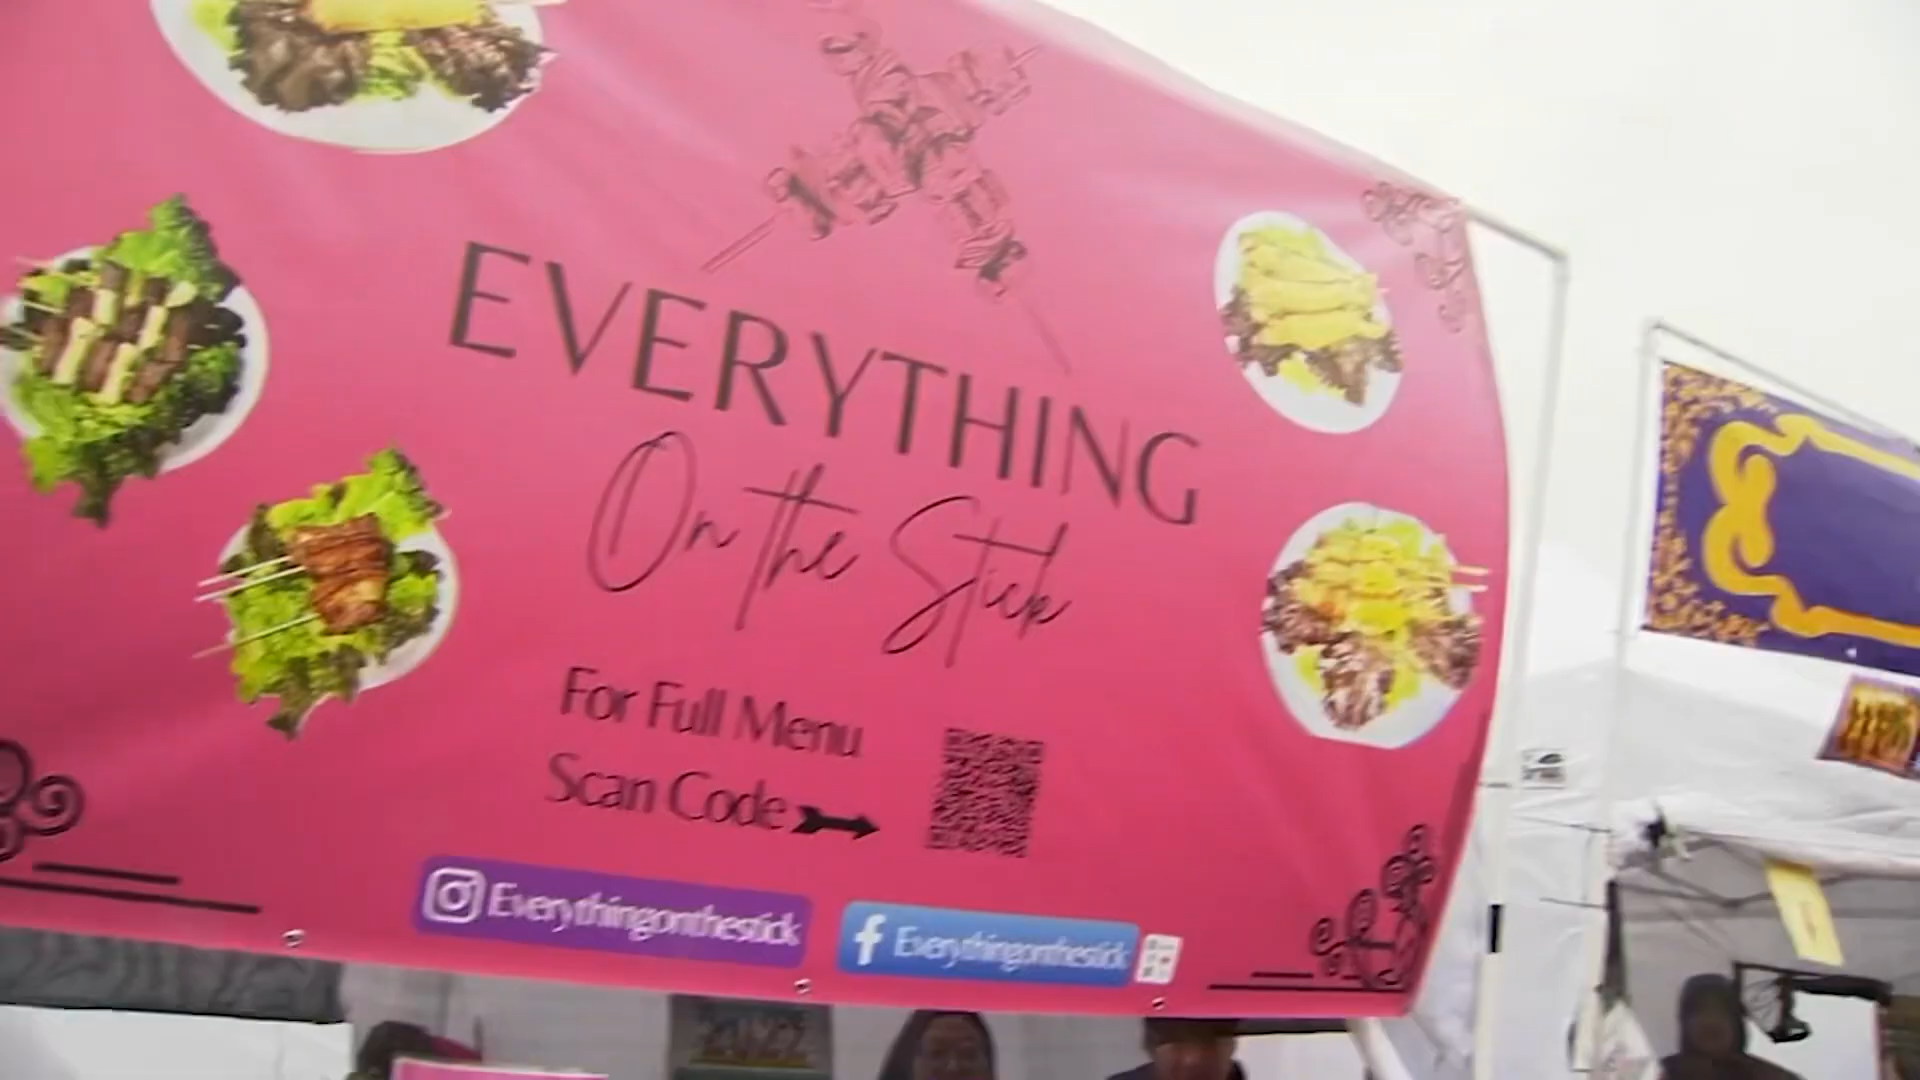 EVERYTHING
On the Stick
For Full Menu
Scan Code
Everythingonthestick
Everythingonthestick